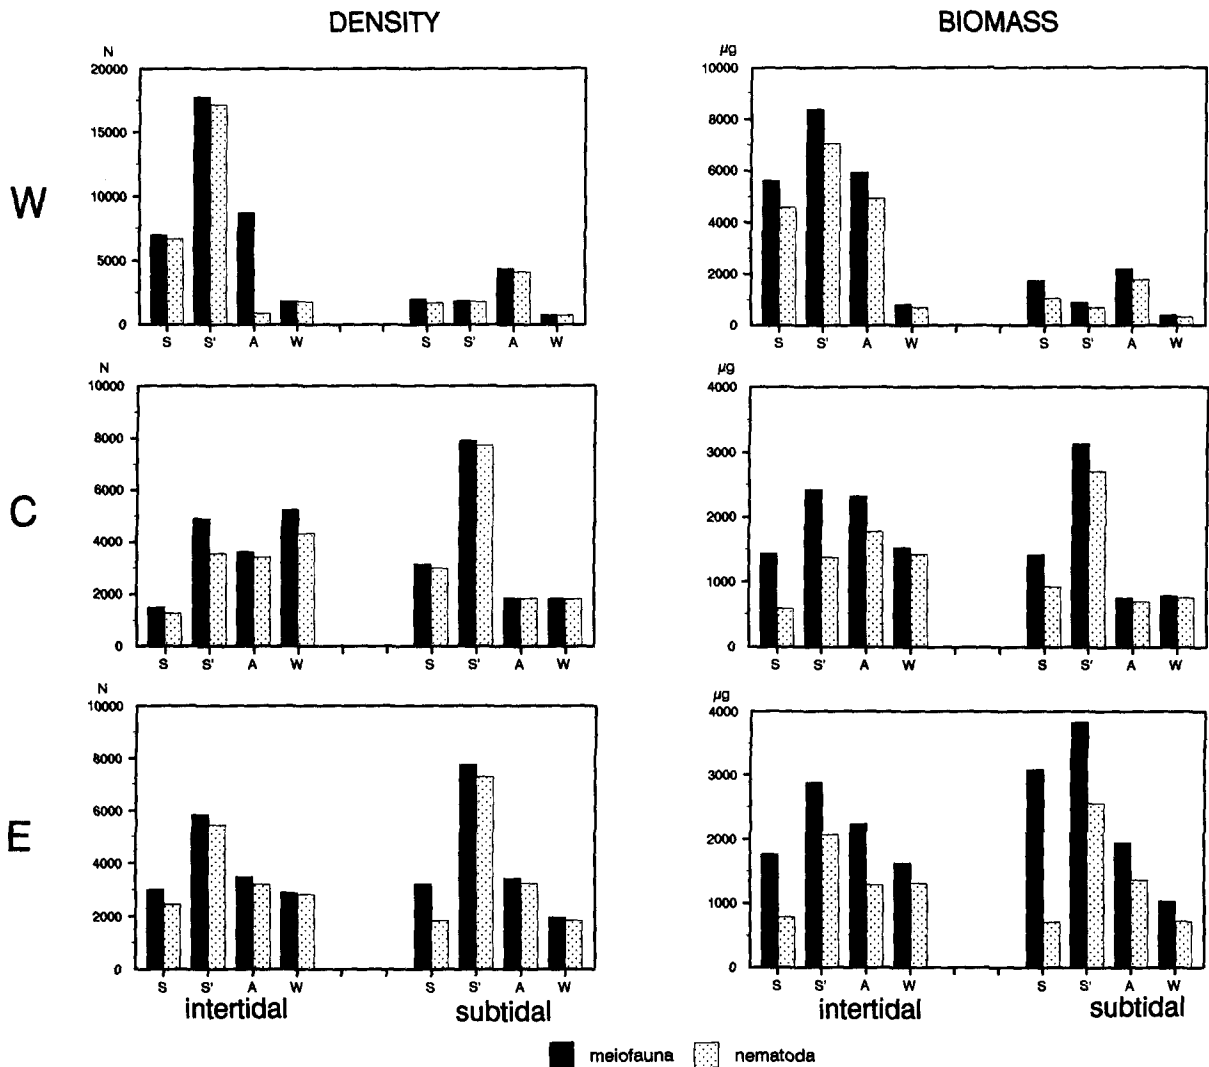 DENSITY
BIOMASS
W
N
20000
15000
10000
5000
0
S S' A W S S' A W
µg
10000
8000
6000
4000
2000
0
S S' A W S S' A W
C
N
10000
8000
6000
4000
2000
0
S S' A W S S' A W
µg
4000
3000
2000
1000
0
S S' A W S S' A W
E
N
10000
8000
6000
4000
2000
0
S S' A W S S' A W
intertidal subtidal
µg
4000
3000
2000
1000
0
S S' A W S S' A W
intertidal subtidal
meiofauna nematoda